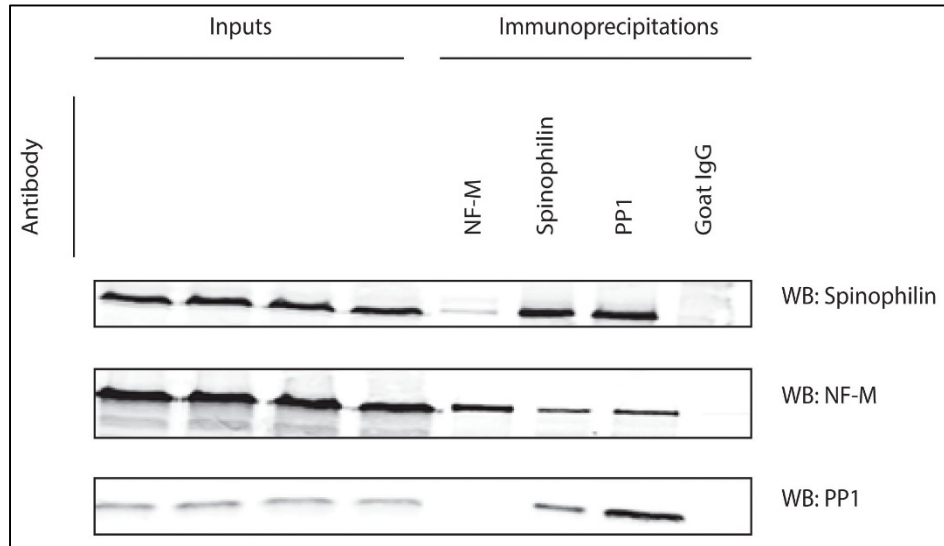 Inputs
Immunoprecipitations
Antibody
NF-M
Spinophilin
PP1
Goat IgG
WB: Spinophilin
WB: NF-M
WB: PP1